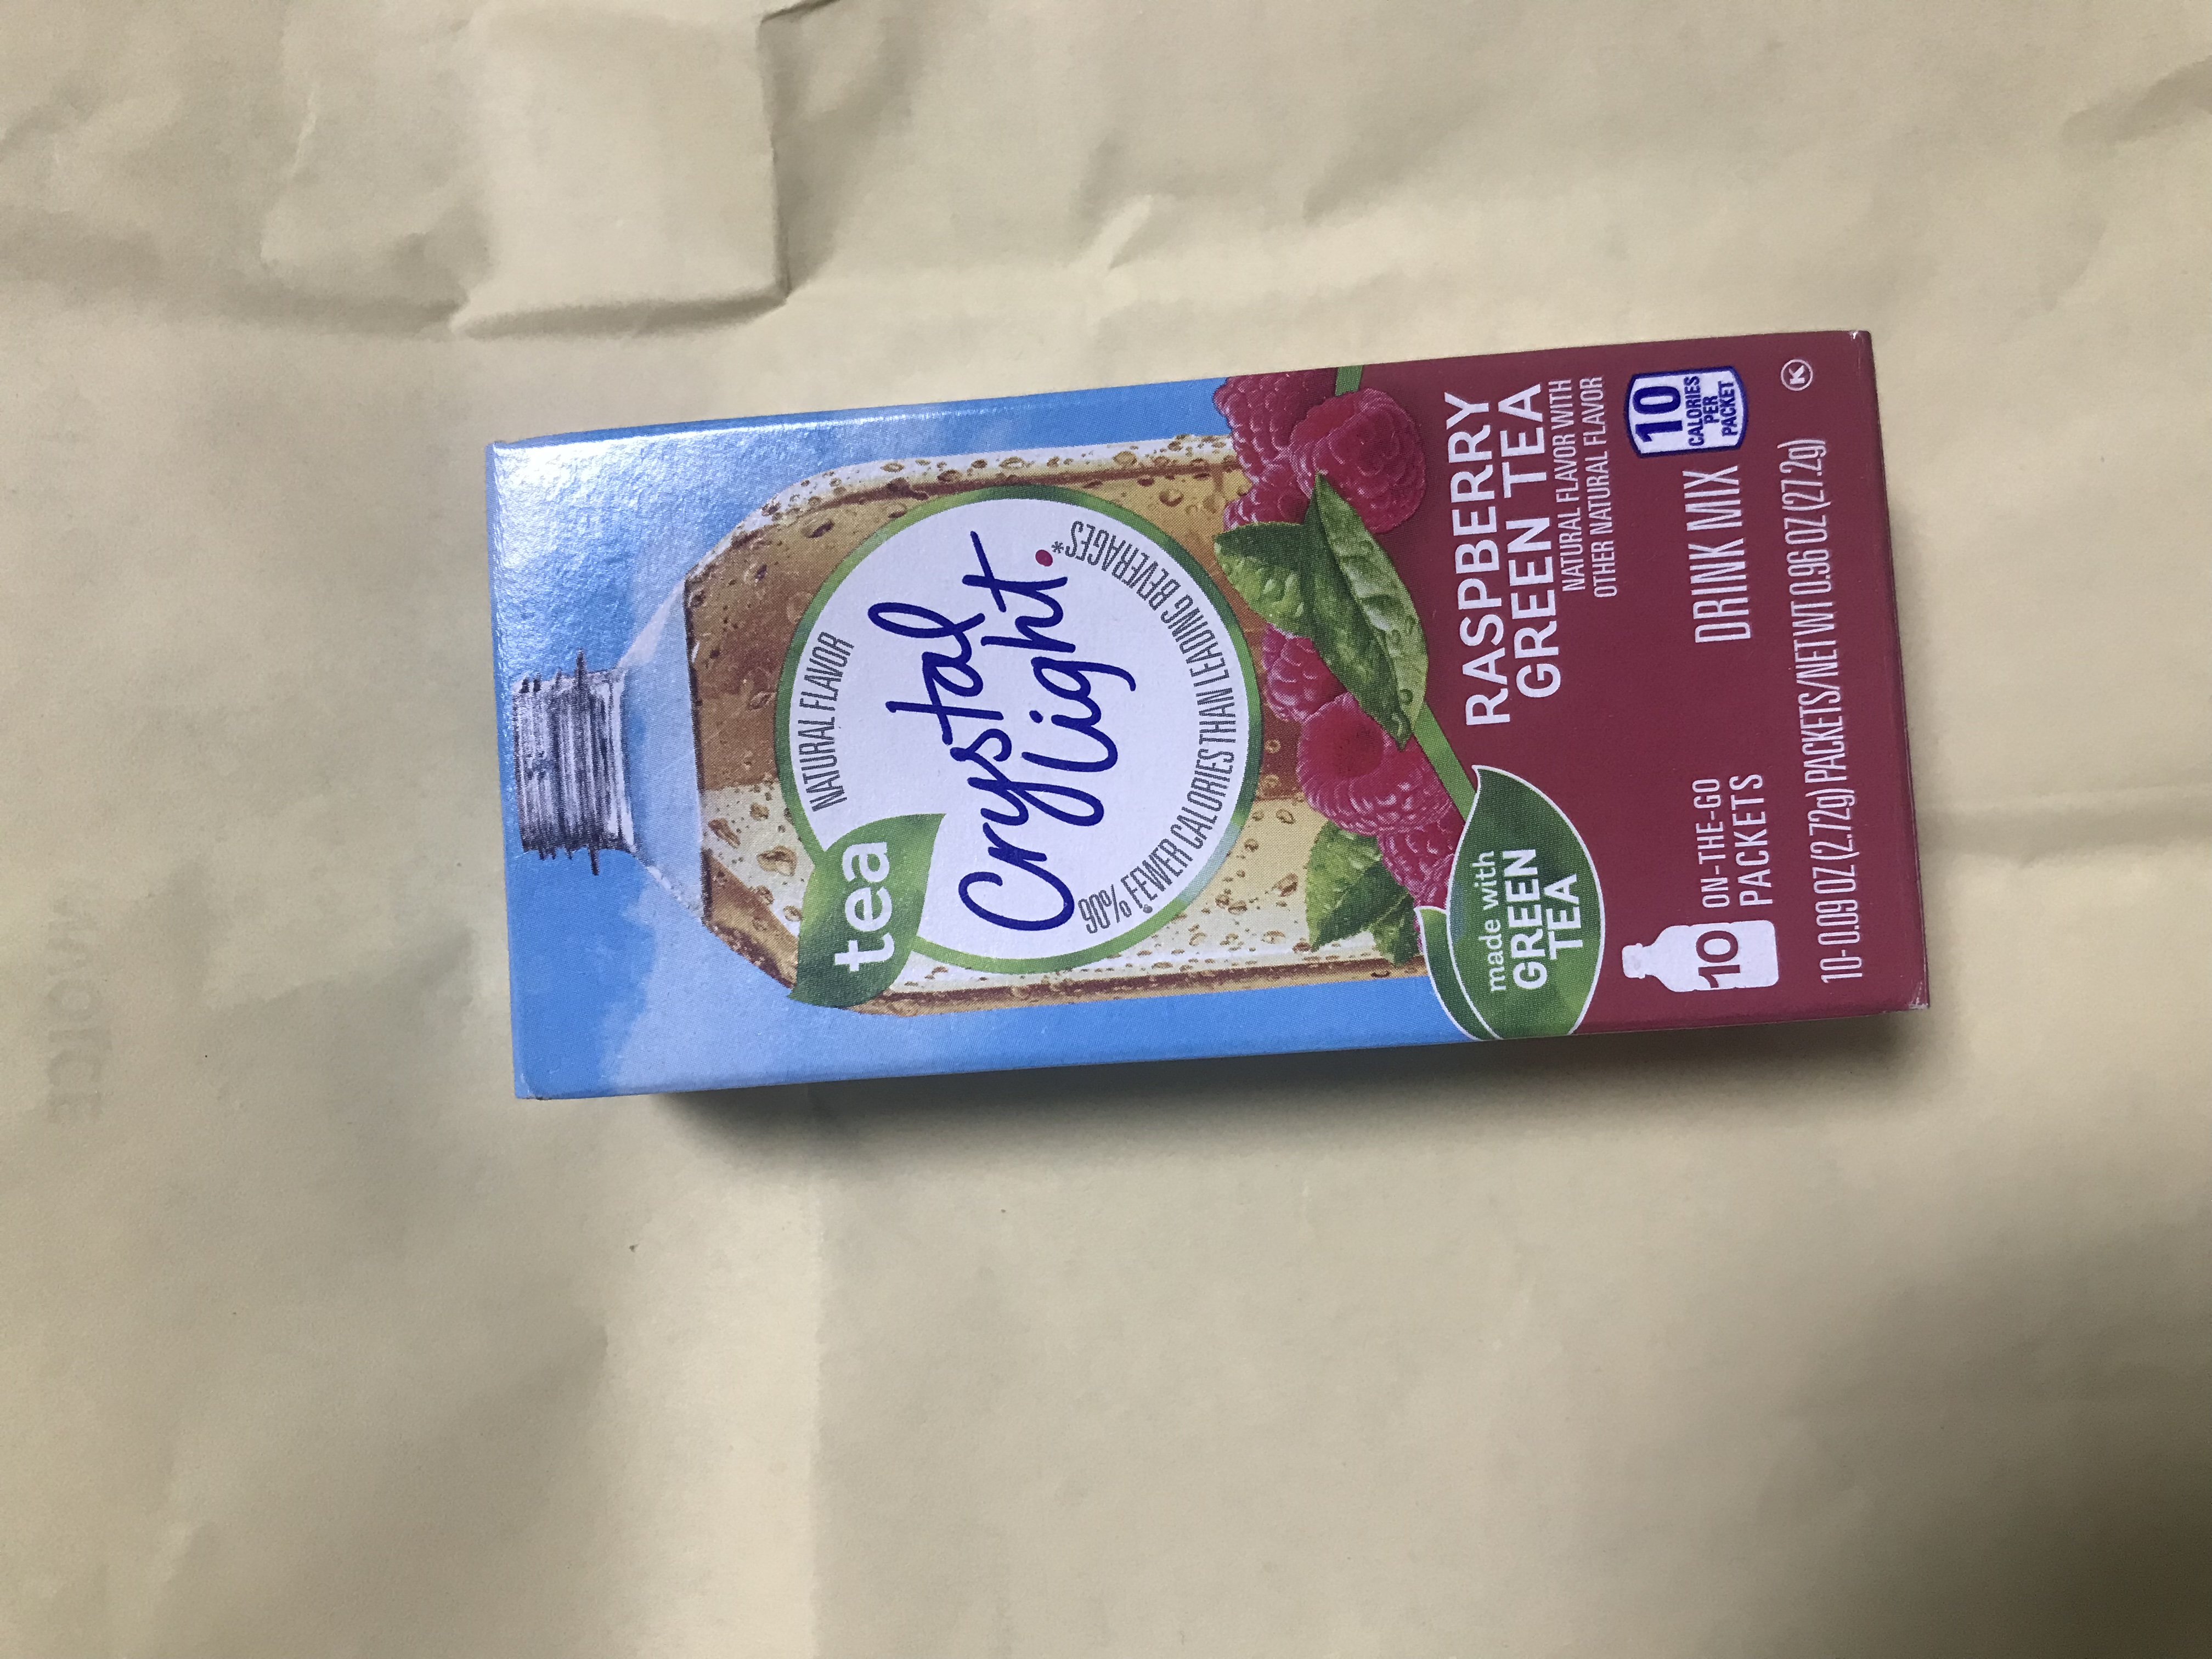 NATURAL FLAVOR
tea
Crystal
Light.
90% FEWER CALORIES THAN LEADING BEVERAGES*
RASPBERRY
GREEN TEA
NATURAL FLAVOR WITH
OTHER NATURAL FLAVOR
made with
GREEN
TEA
10
CALORIES
PER
PACKET
10 ON-THE-GO
PACKETS
DRINK MIX
K
10-0.09 OZ (2.72g) PACKETS/NET WT 0.96 OZ (27.2g)